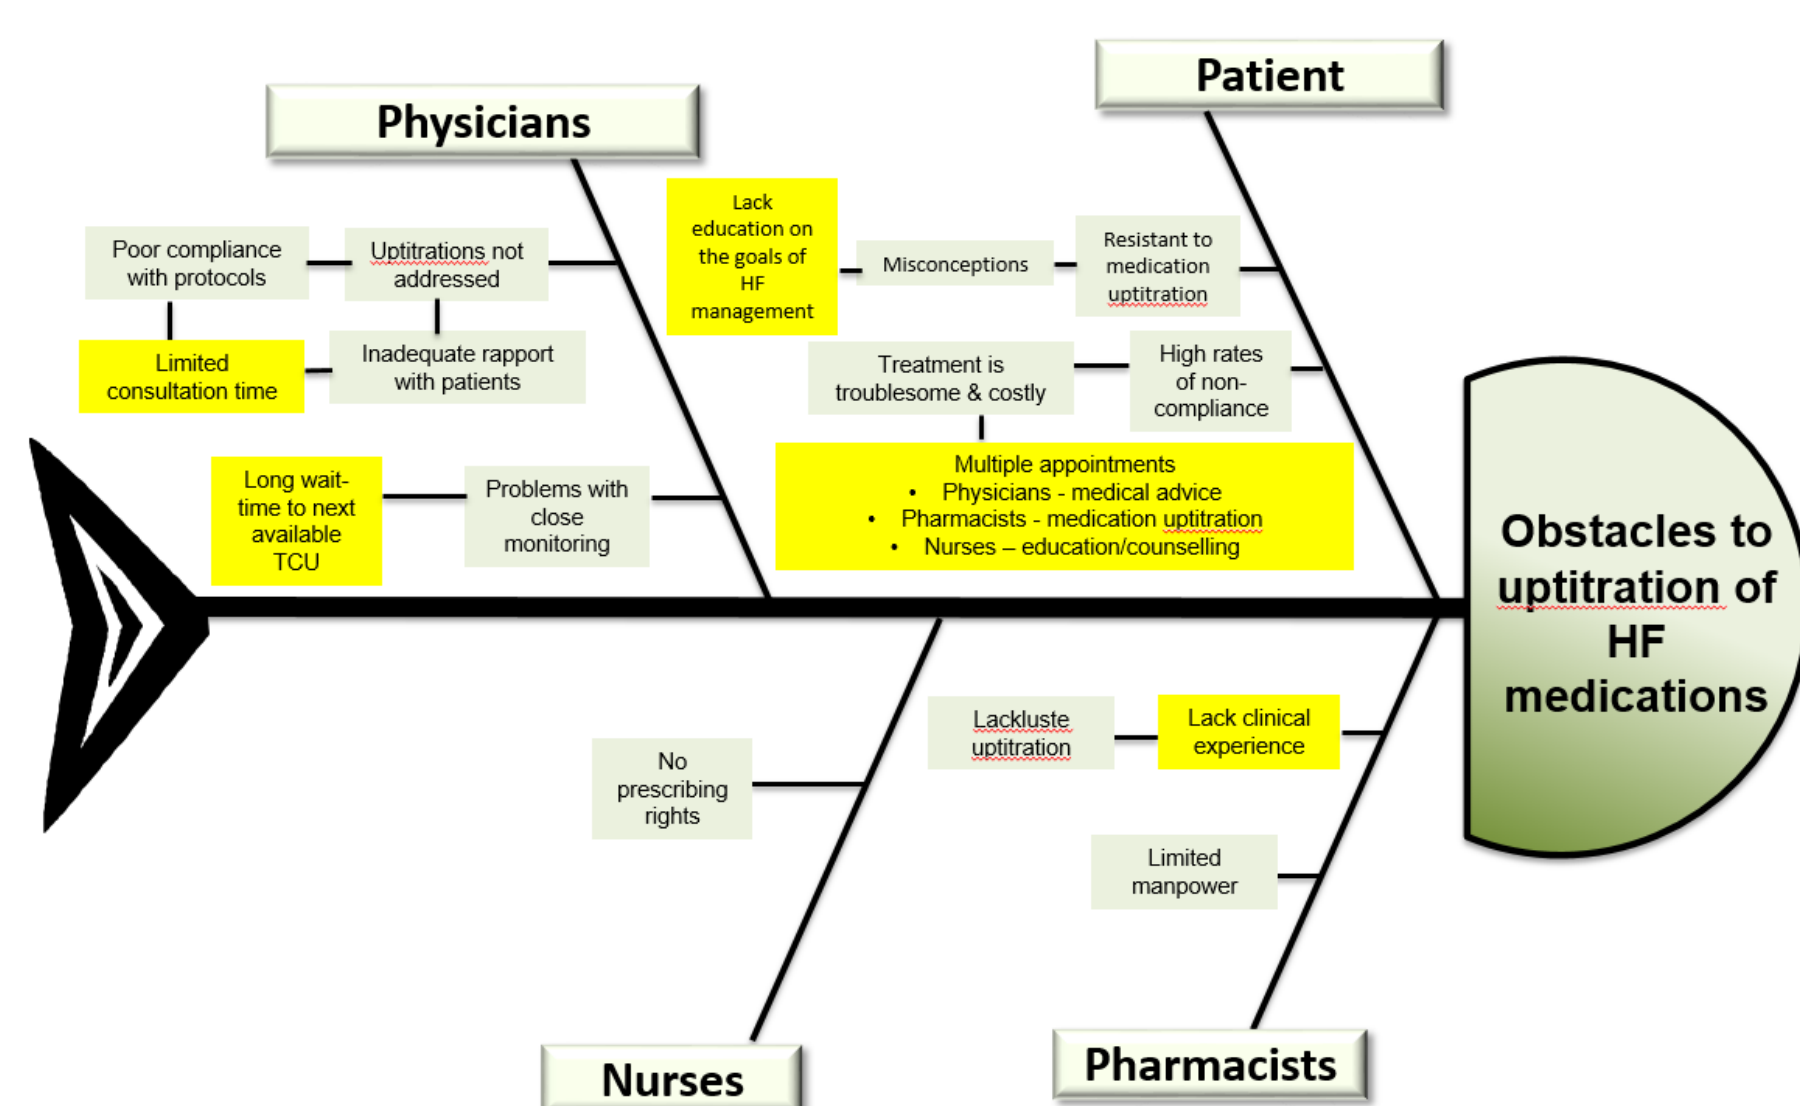 Patient
Physicians
Poor compliance
with protocols
Uptitrations not
addressed
Limited
consultation time
Inadequate rapport
with patients
Long wait-
time to next
available
TCU
Problems with
close
monitoring
Lack
education on
the goals of
HF
management
Misconceptions
Resistant to
medication
uptitration
Treatment is
troublesome & costly
High rates
of non-
compliance
Multiple appointments
• Physicians - medical advice
• Pharmacists - medication uptitration
• Nurses – education/counselling
Obstacles to
uptitration of
HF
medications
No
prescribing
rights
Lackluste
uptitration
Lack clinical
experience
Limited
manpower
Nurses
Pharmacists